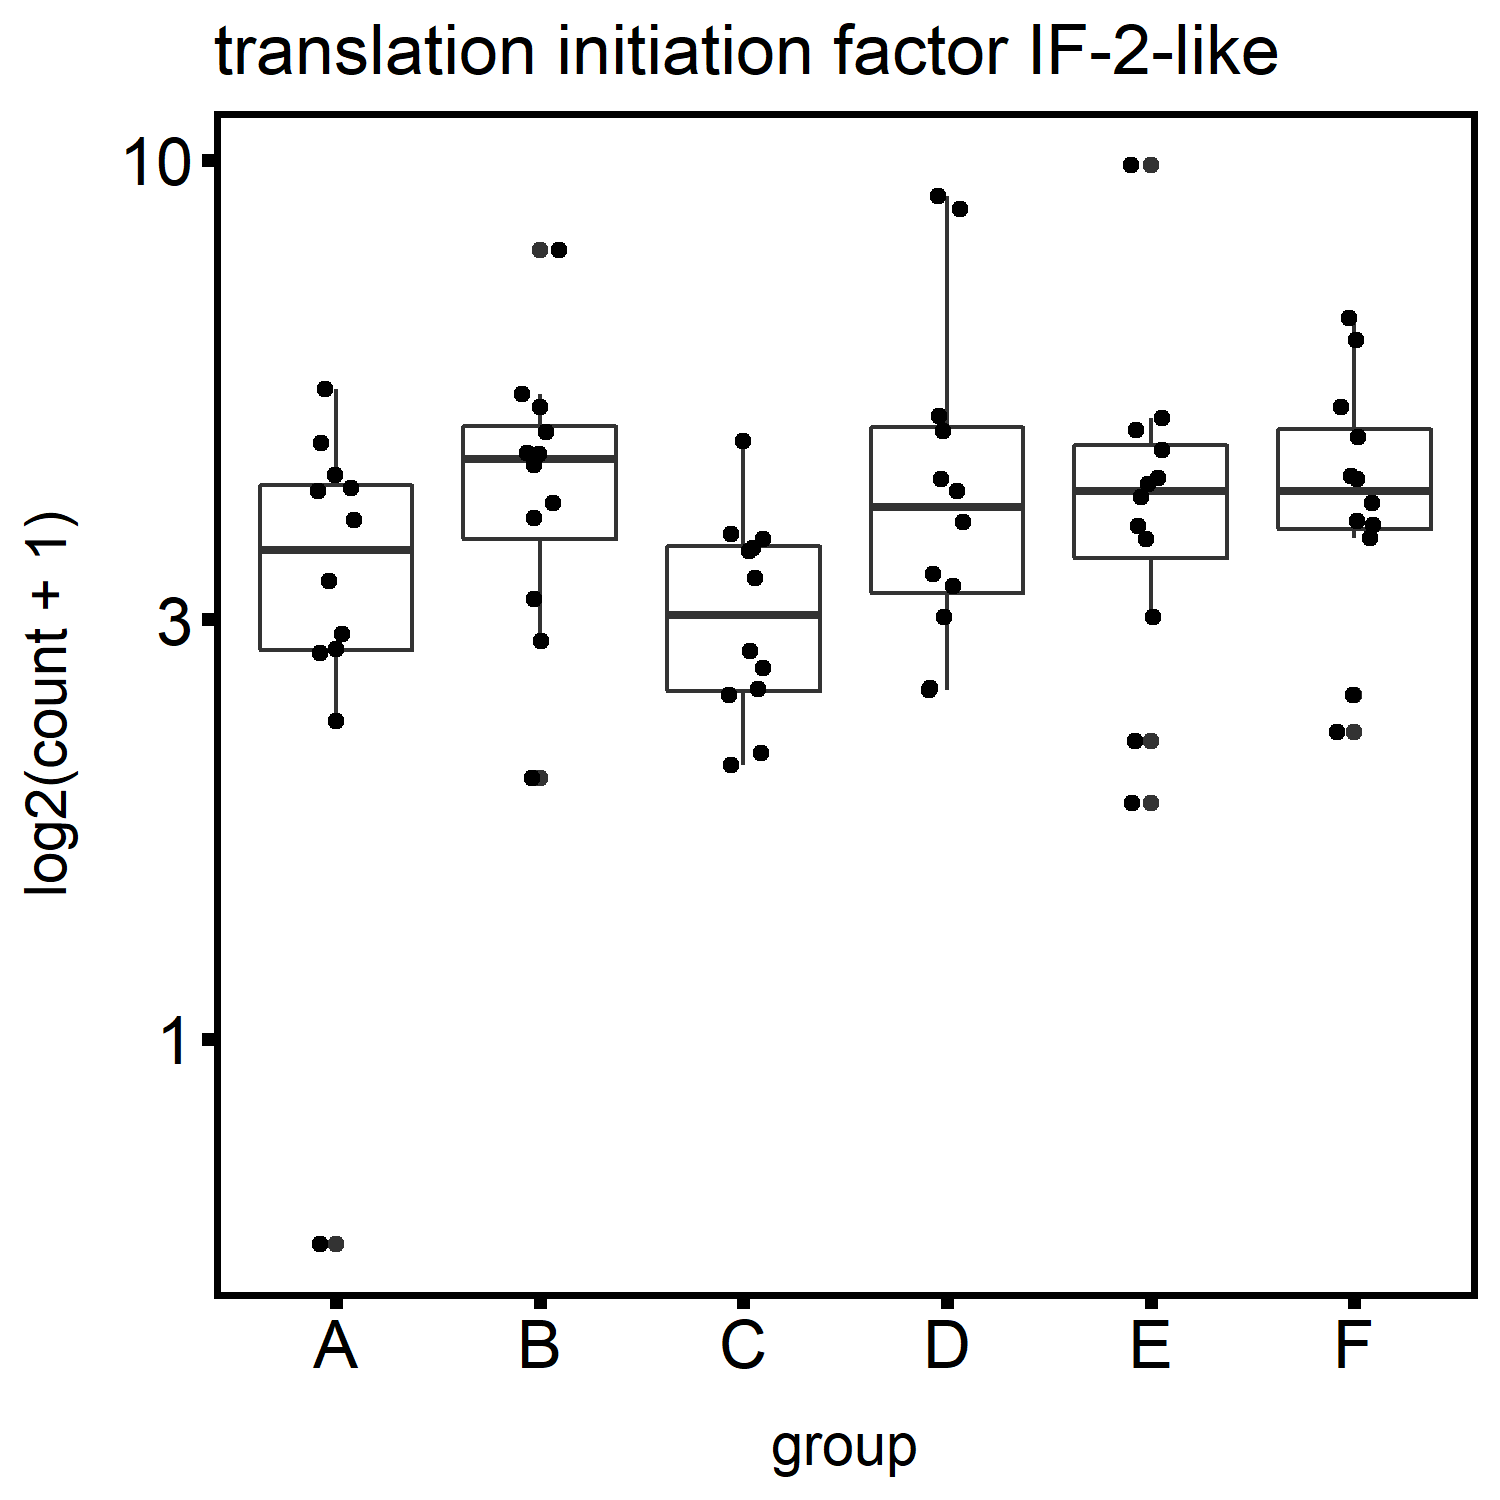 translation initiation factor IF-2-like
log2(count + 1)
10
3
1
A B C D E F
group